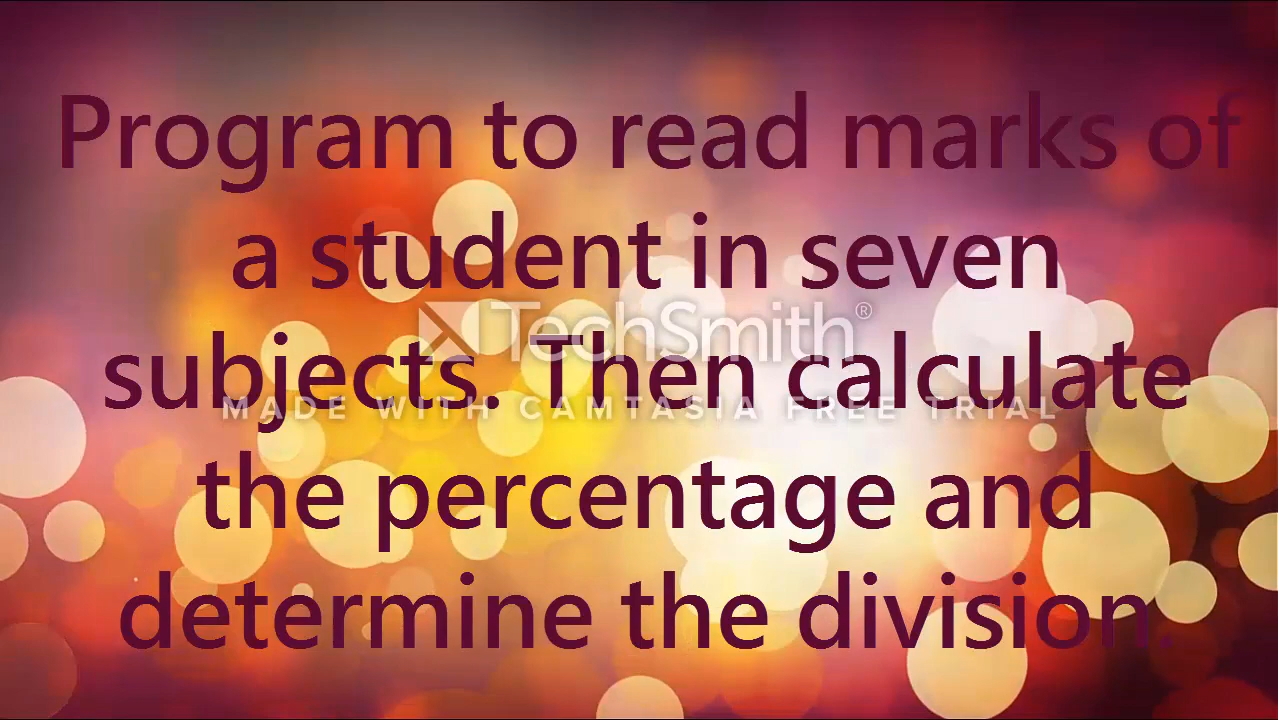 Program to read marks of
a student in seven
TechSmith®
subjects. Then calculate
MADE WITH CAMTASIA FREE TRIAL
the percentage and
determine the division.